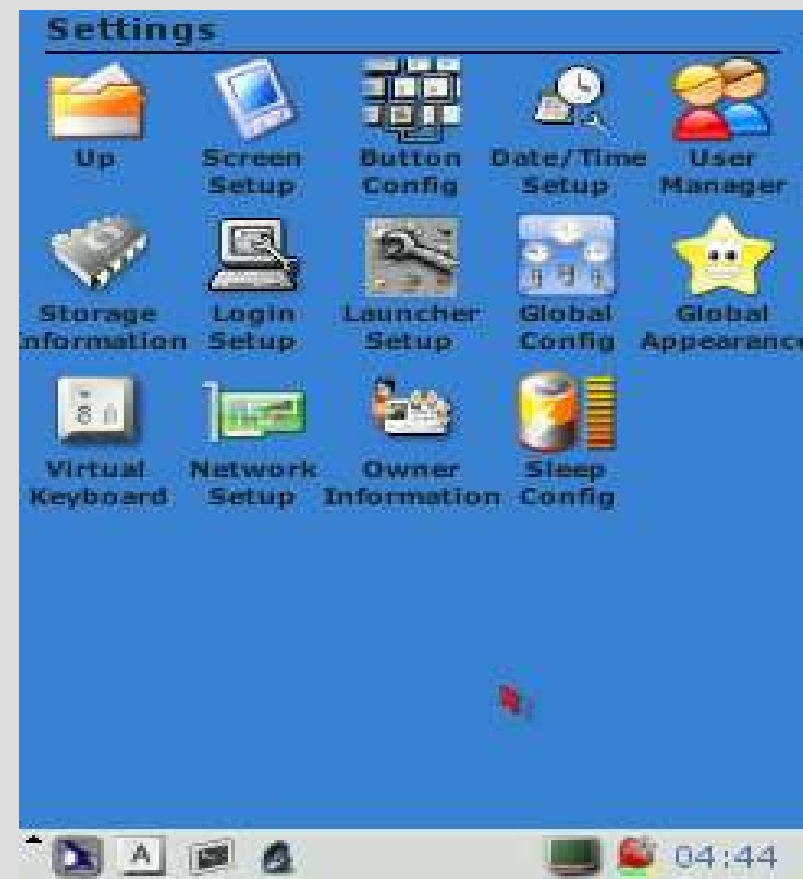 Settings
Up Screen Button Date/Time User
Setup Config Setup Manager
Storage Login Launcher Global Global
Information Setup Setup Config Appearance
Virtual Network Owner Sleep
Keyboard Setup Information Config
A 04:44